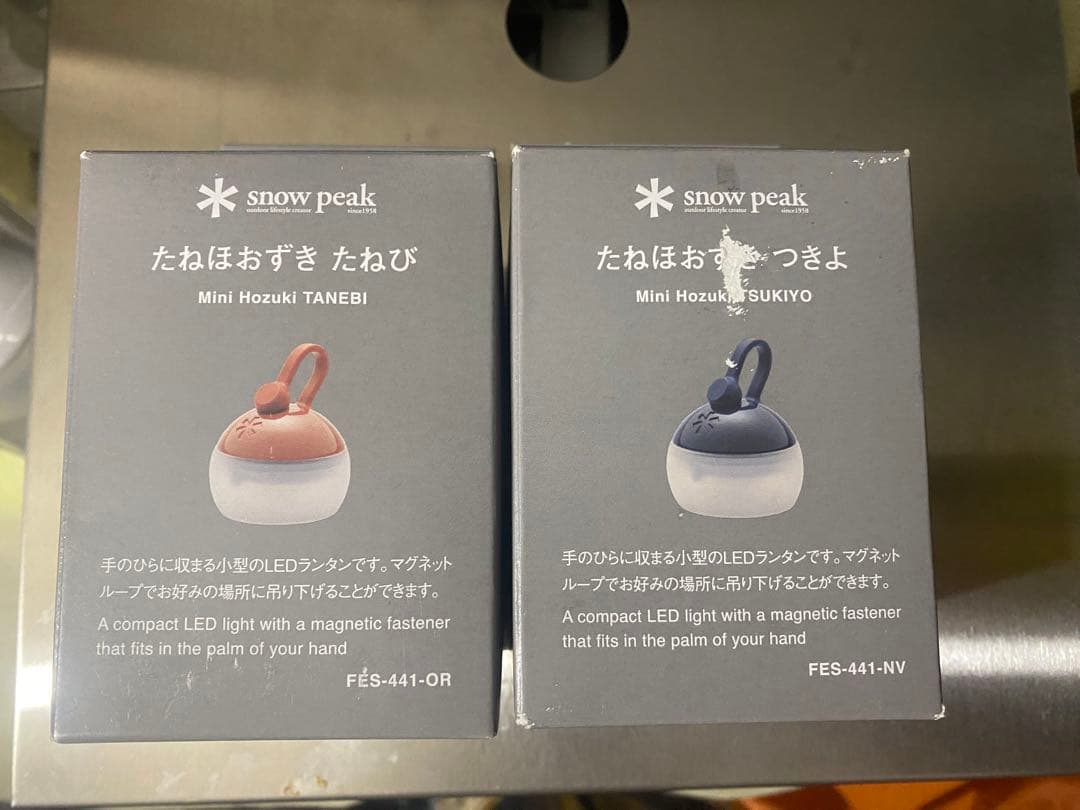 snow peak
outdoor lifestyle creator since1958
たねほおずき たねび
Mini Hozuki TANEBI
手のひらに収まる小型のLEDランタンです。マグネット
ループでお好みの場所に吊り下げることができます。
A compact LED light with a magnetic fastener
that fits in the palm of your hand
FES-441-OR
snow peak
outdoor lifestyle creator since1958
たねほおずき つきよ
Mini Hozuki TSUKIYO
手のひらに収まる小型のLEDランタンです。マグネット
ループでお好みの場所に吊り下げることができます。
A compact LED light with a magnetic fastener
that fits in the palm of your hand
FES-441-NV